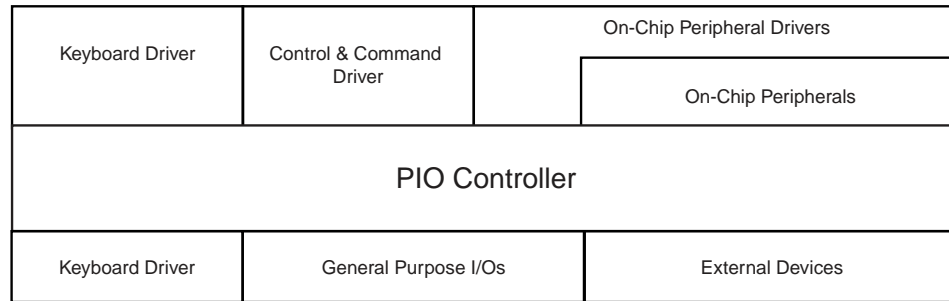 Keyboard Driver
Control & Command
Driver
On-Chip Peripheral Drivers
On-Chip Peripherals
PIO Controller
Keyboard Driver
General Purpose I/Os
External Devices